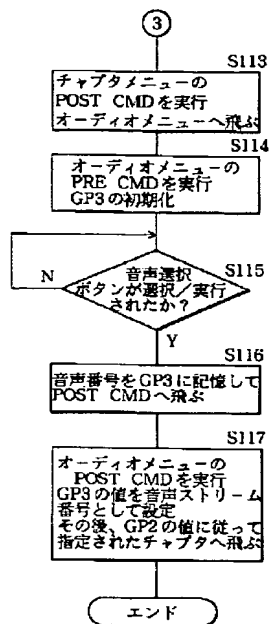 3
S113
チャプタメニューの
POST CMDを実行
オーディオメニューへ飛ぶ
S114
オーディオメニューの
PRE CMDを実行
GP3の初期化
S115
音声選択
ボタンが選択/実行
されたか?
N
Y
S116
音声番号をGP3に記憶して
POST CMDへ飛ぶ
S117
オーディオメニューの
POST CMDを実行
GP3の値を音声ストリーム
番号として設定
その後、GP2の値に従って
指定されたチャプタへ飛ぶ
エンド